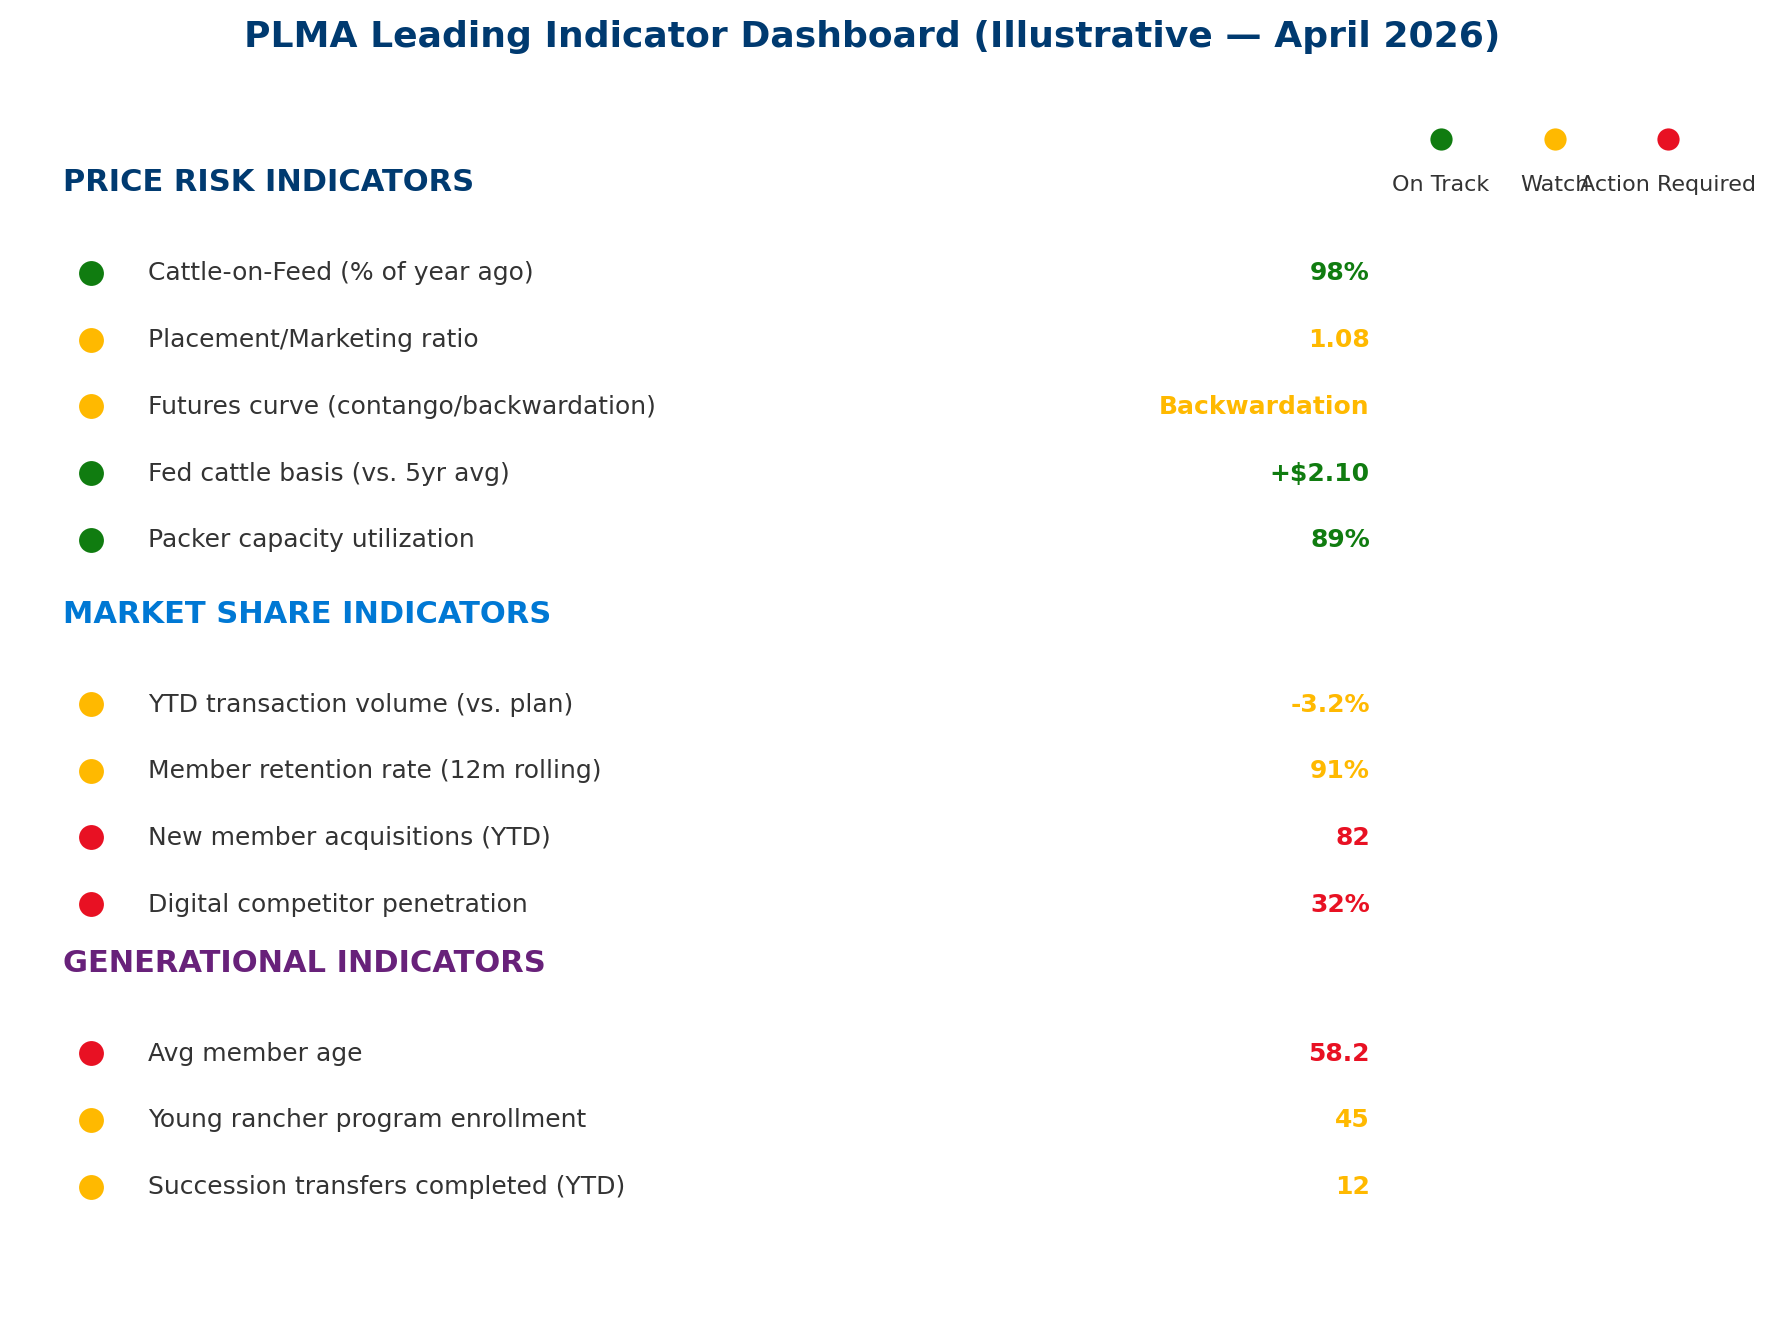 PLMA Leading Indicator Dashboard (Illustrative — April 2026)
On Track Watch Action Required
PRICE RISK INDICATORS
Cattle-on-Feed (% of year ago) 98%
Placement/Marketing ratio 1.08
Futures curve (contango/backwardation) Backwardation
Fed cattle basis (vs. 5yr avg) +$2.10
Packer capacity utilization 89%
MARKET SHARE INDICATORS
YTD transaction volume (vs. plan) -3.2%
Member retention rate (12m rolling) 91%
New member acquisitions (YTD) 82
Digital competitor penetration 32%
GENERATIONAL INDICATORS
Avg member age 58.2
Young rancher program enrollment 45
Succession transfers completed (YTD) 12